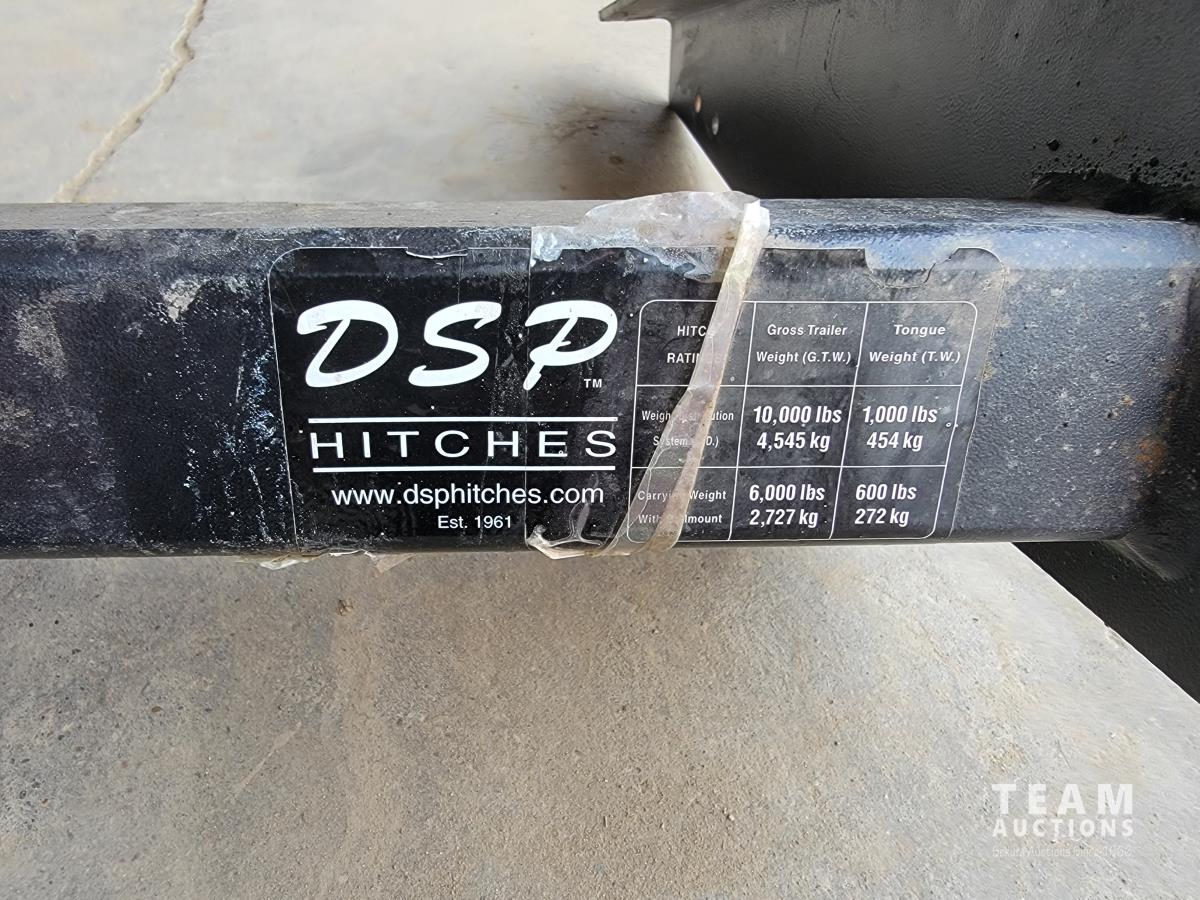 DSP
TM
HITCHES
www.dsphitches.com
Est. 1961
Gross Trailer
Weight (G.T.W.)
Tongue
Weight (T.W.)
10,000 lbs
4,545 kg
1,000 lbs
454 kg
Weight
6,000 lbs
2,727 kg
600 lbs
272 kg
TEAM
AUCTIONS